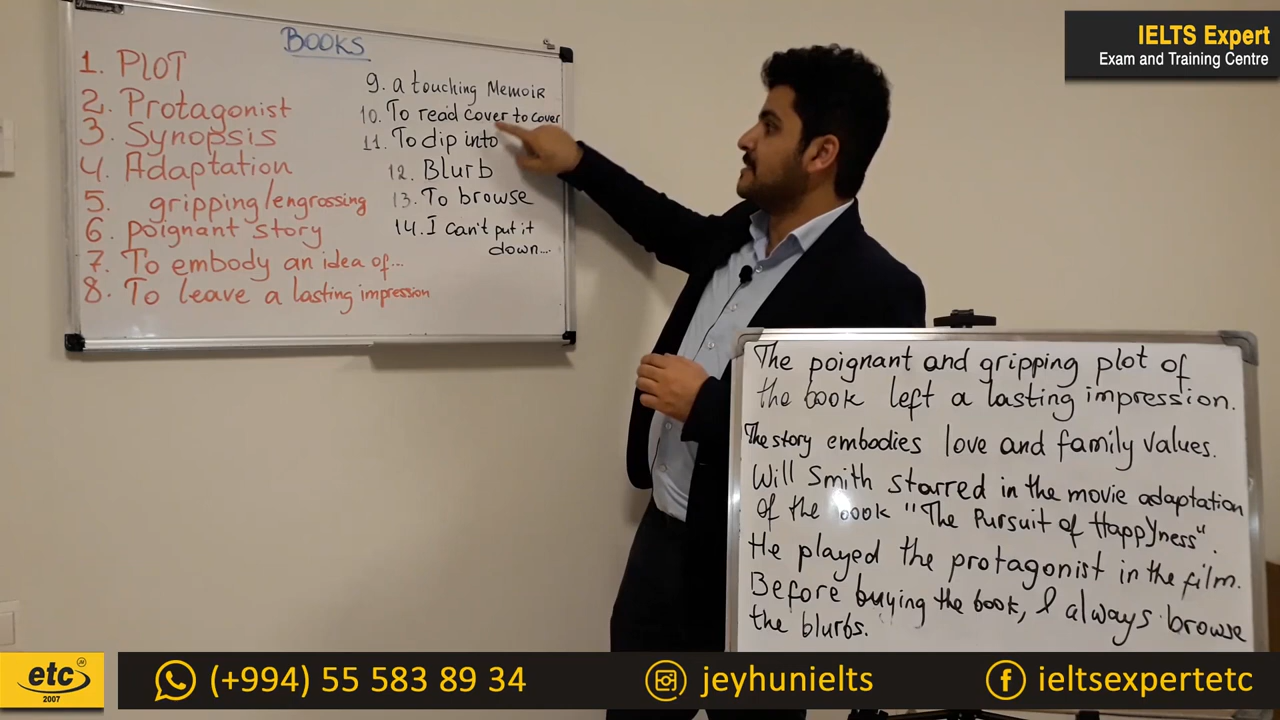 BOOKS
1. PLOT
2. Protagonist
3. Synopsis
4. Adaptation
5. gripping/engrossing
6. poignant story
7. To embody an idea of...
8. To leave a lasting impression
9. a touching Memoir
10. To read cover to cover
11. To dip into
12. Blurb
13. To browse
14. I can't put it
down...
IELTS Expert
Exam and Training Centre
The poignant and gripping plot of
the book left a lasting impression.
The story embodies love and family values.
Will Smith starred in the movie adaptation
of the book "The Pursuit of Happyness".
He played the protagonist in the film.
Before buying the book, I always browse
the blurbs.
etc
2007
(+994) 55 583 89 34
jeyhunielts
ieltsexpertetc